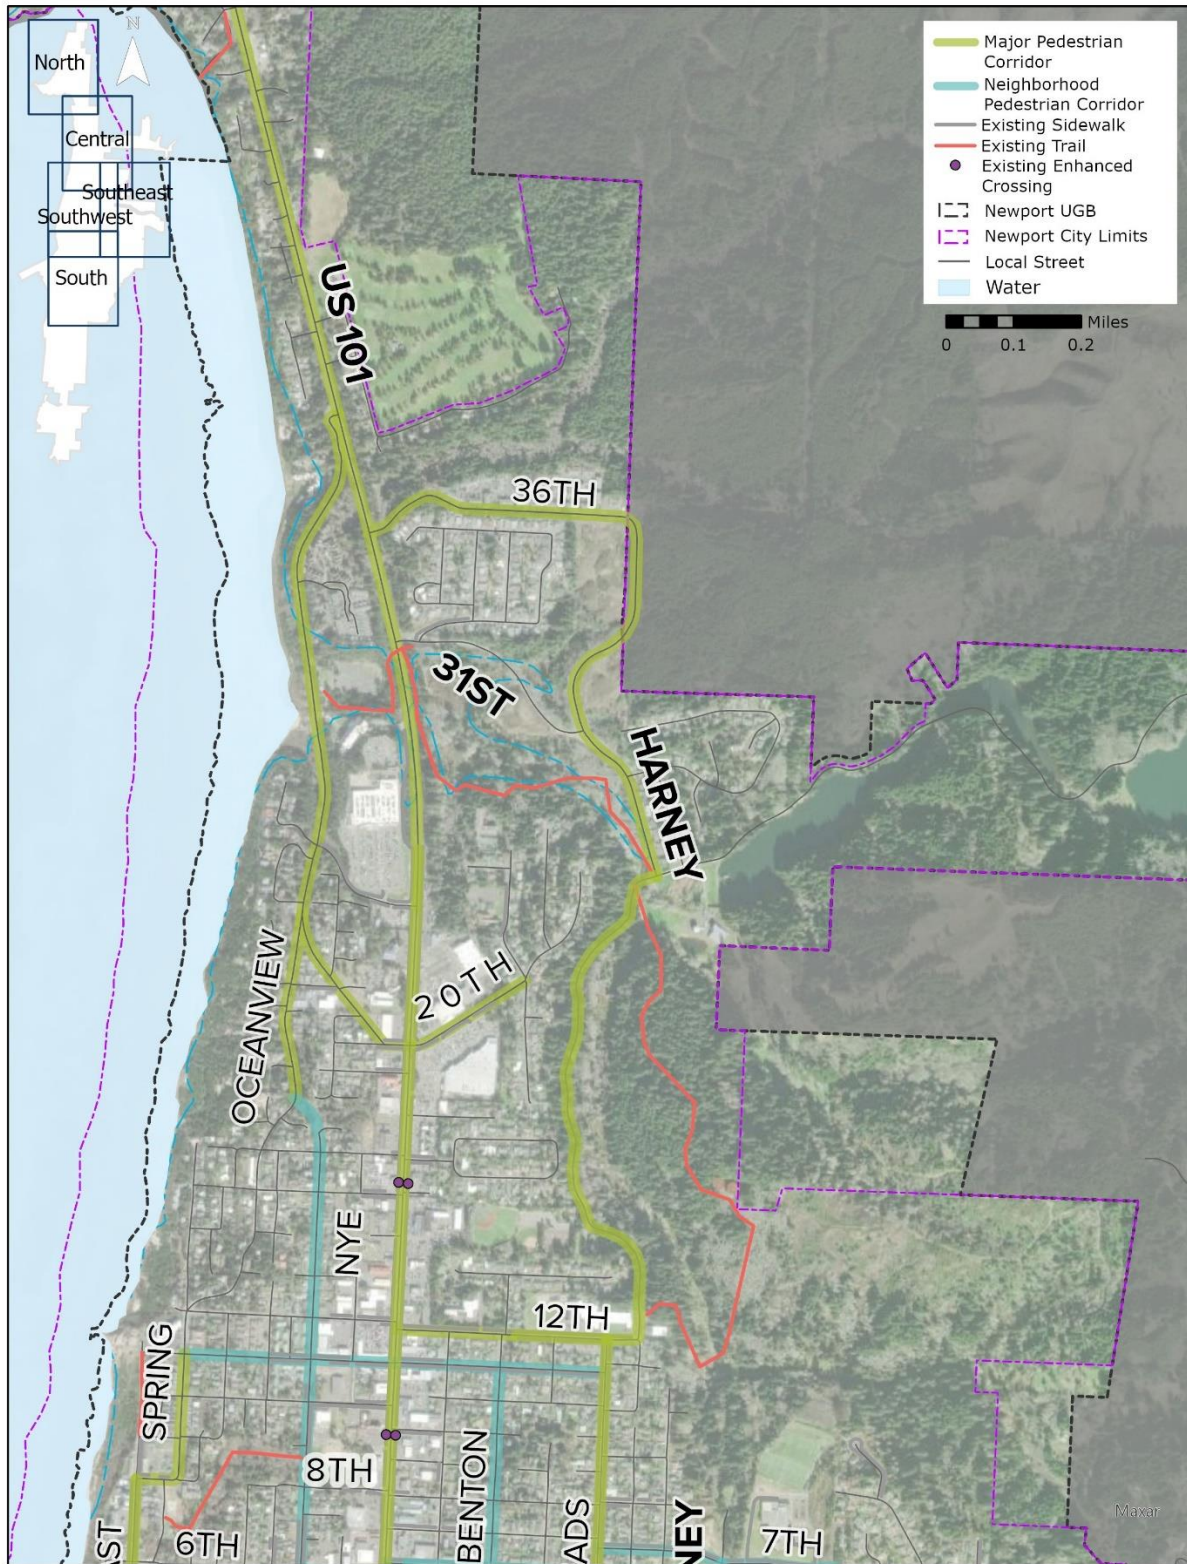 N
North
Central
Southeast
Southwest
South
Major Pedestrian
Corridor
Neighborhood
Pedestrian Corridor
Existing Sidewalk
Existing Trail
Existing Enhanced
Crossing
Newport UGB
Newport City Limits
Local Street
Water
Miles
0 0.1 0.2
US 101
36TH
31ST
HARNEY
20TH
OCEANVIEW
NYE
12TH
SPRING
8TH
BENTON
6TH
AST
ADS
NEY
7TH
Maxar